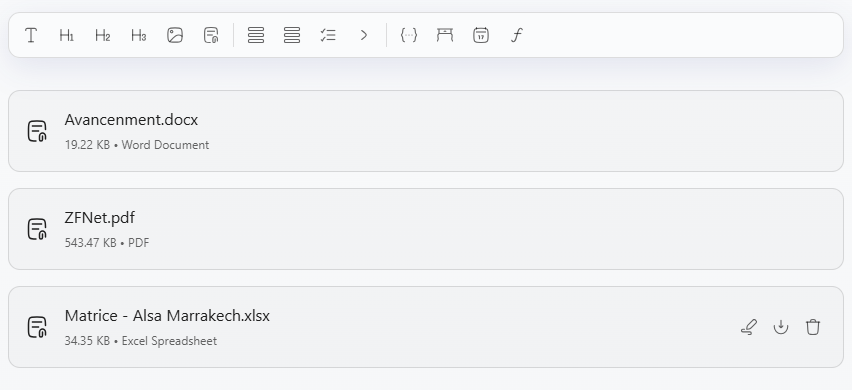 T H1 H2 H3 17 f
Avancenment.docx
19.22 KB • Word Document
ZFNet.pdf
543.47 KB • PDF
Matrice - Alsa Marrakech.xlsx
34.35 KB • Excel Spreadsheet